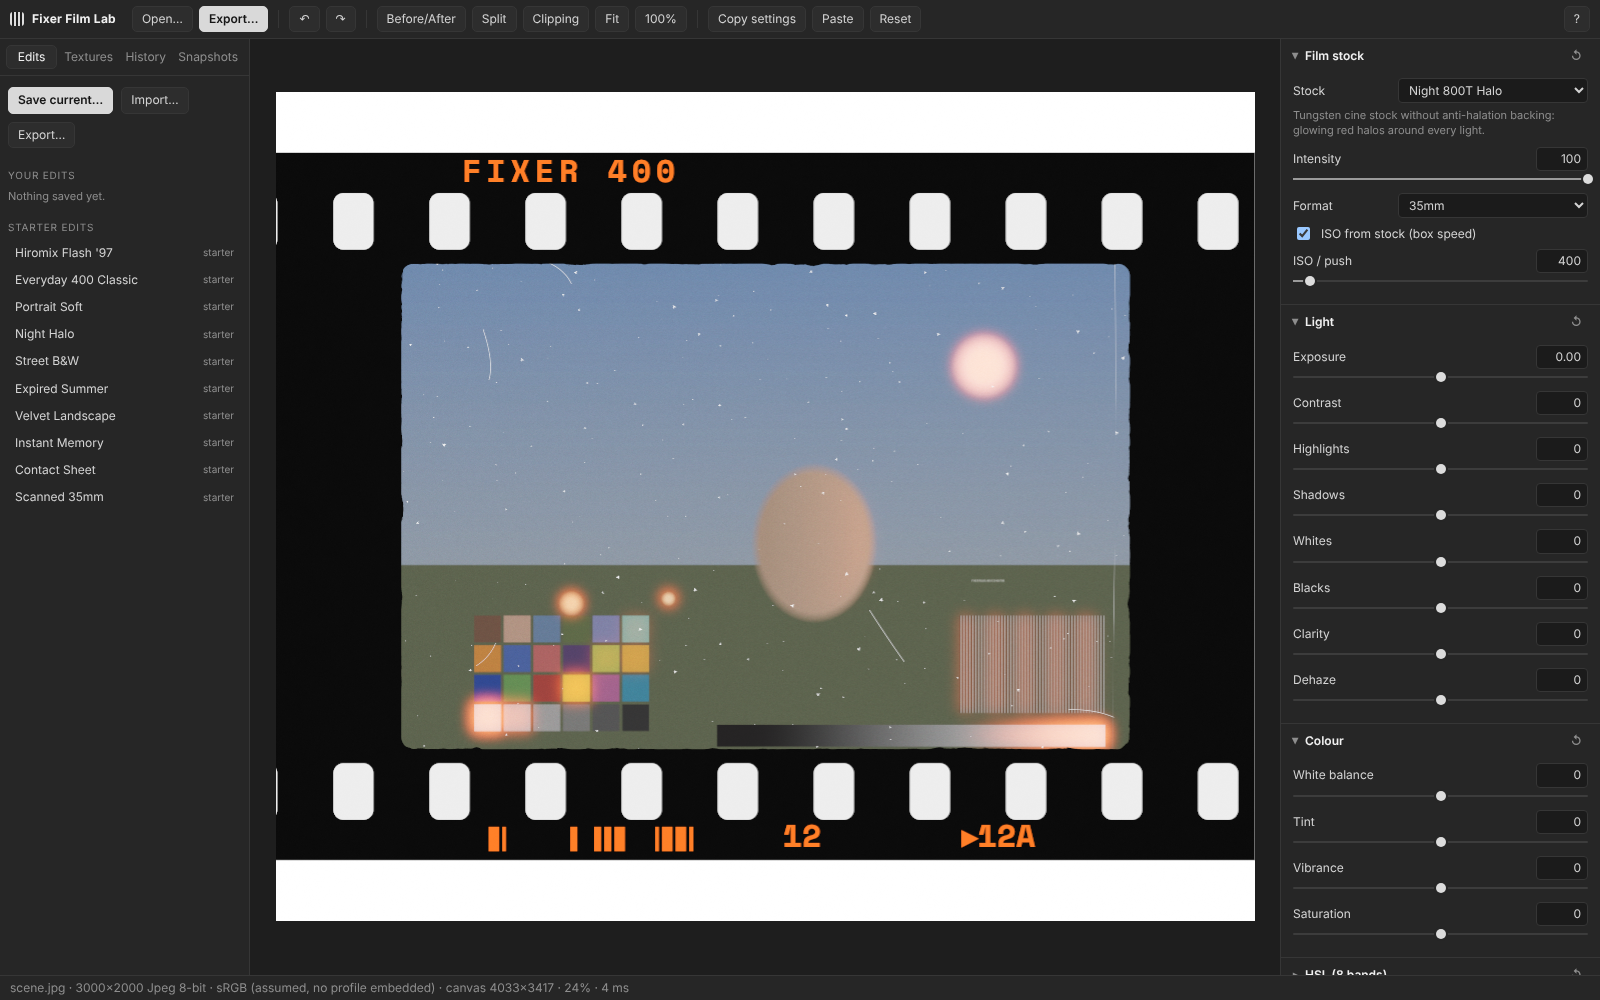 Fixer Film Lab
Open...
Export...
↶
↷
Before/After
Split
Clipping
Fit
100%
Copy settings
Paste
Reset
?
Edits
Textures
History
Snapshots
Save current...
Import...
Export...
YOUR EDITS
Nothing saved yet.
STARTER EDITS
Hiromix Flash '97 starter
Everyday 400 Classic starter
Portrait Soft starter
Night Halo starter
Street B&W starter
Expired Summer starter
Velvet Landscape starter
Instant Memory starter
Contact Sheet starter
Scanned 35mm starter
FIXER 400
12
▶12A
Film stock
Stock Night 800T Halo
Tungsten cine stock without anti-halation backing:
glowing red halos around every light.
Intensity 100
Format 35mm
ISO from stock (box speed)
ISO / push 400
Light
Exposure 0.00
Contrast 0
Highlights 0
Shadows 0
Whites 0
Blacks 0
Clarity 0
Dehaze 0
Colour
White balance 0
Tint 0
Vibrance 0
Saturation 0
HSL (8 bands)
scene.jpg · 3000×2000 Jpeg 8-bit · sRGB (assumed, no profile embedded) · canvas 4033×3417 · 24% · 4 ms